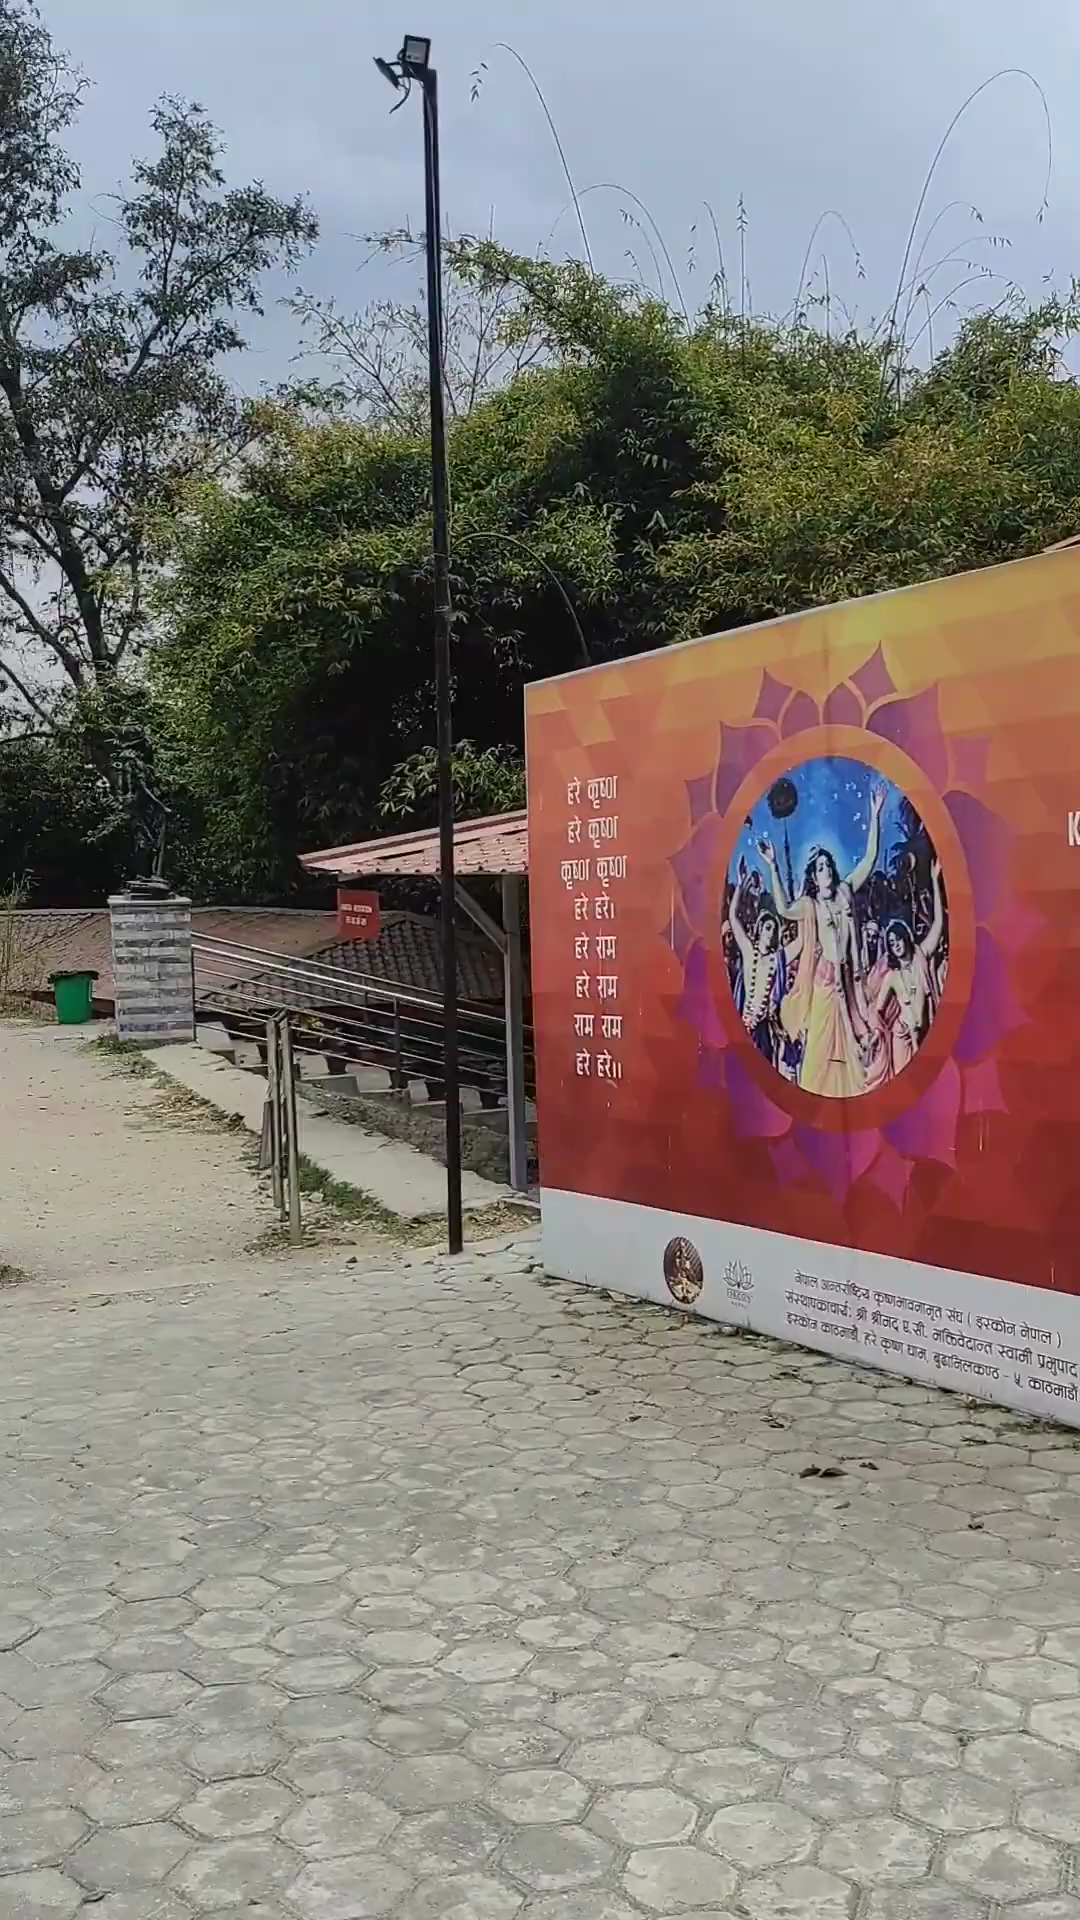 हरे कृष्ण
हरे कृष्ण
कृष्ण कृष्ण
हरे हरे।
हरे राम
हरे राम
राम राम
हरे हरे।।
K
ISKCON
नेपाल अन्तर्राष्ट्रिय कृष्णभावनामृत संघ ( इस्कोन नेपाल )
संस्थापकाचार्य: श्री श्रीमद् ए.सी. भक्तिवेदान्त स्वामी प्रभुपाद
इस्कोन काठमाडौं, हरे कृष्ण धाम, बुढानिलकण्ठ - ५, काठमाडौं